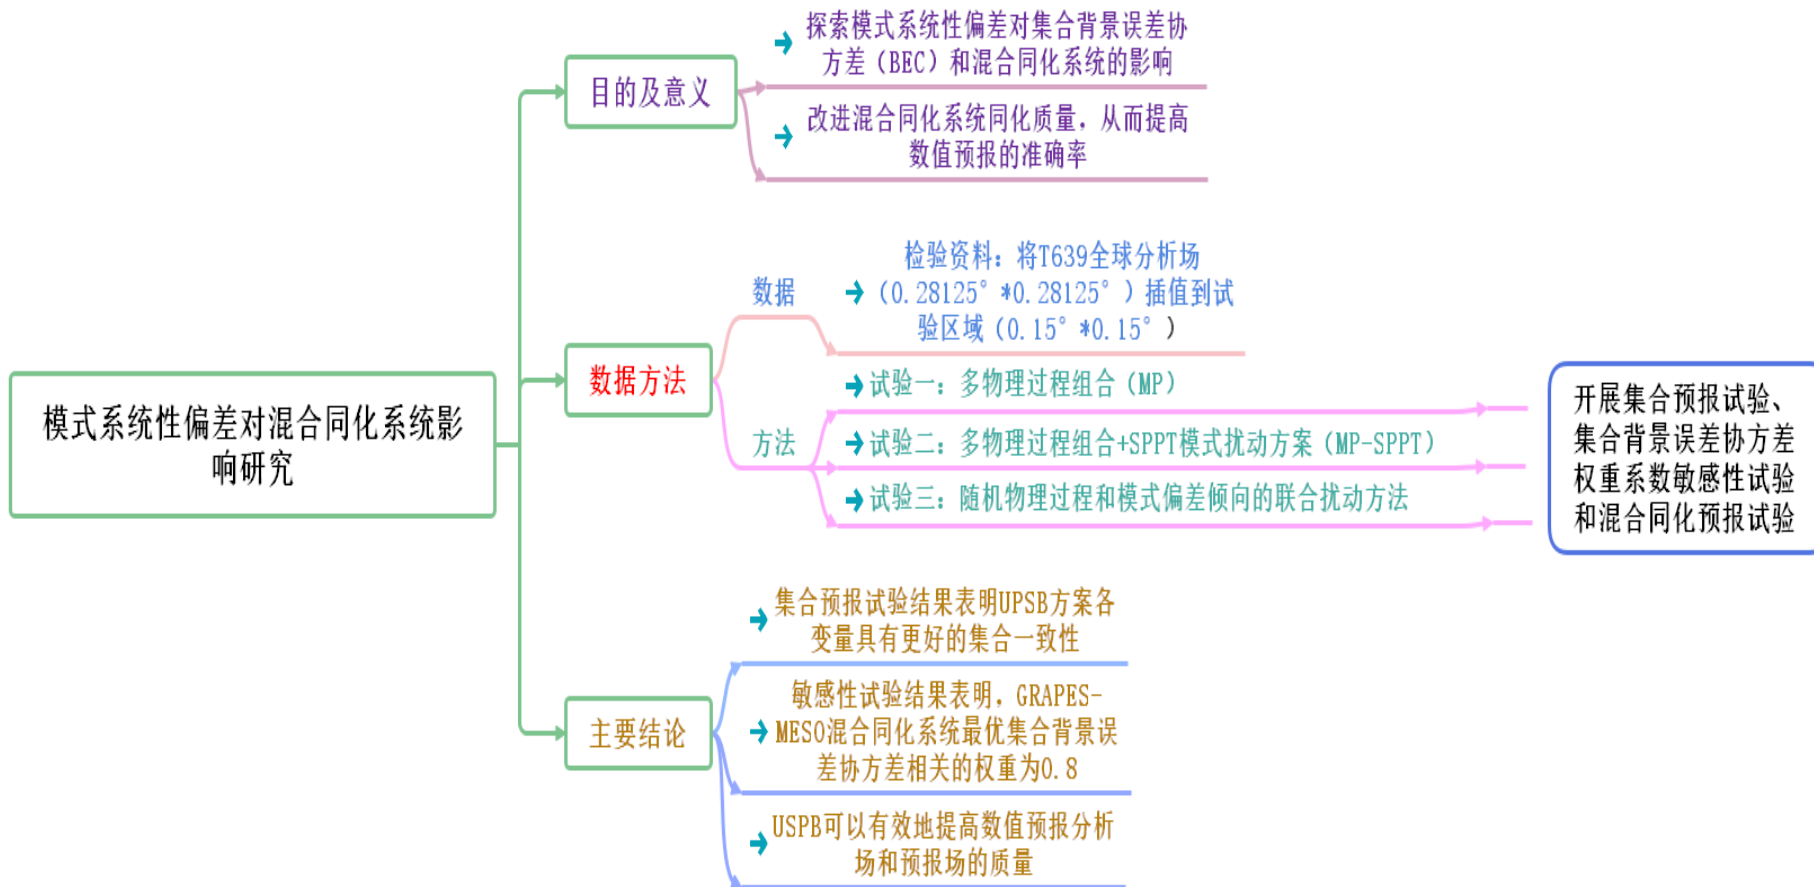 模式系统性偏差对混合同化系统影
响研究
目的及意义
探索模式系统性偏差对集合背景误差协
方差（BEC）和混合同化系统的影响
改进混合同化系统同化质量，从而提高
数值预报的准确率
数据方法
数据
检验资料：将T639全球分析场
（0.28125°*0.28125°）插值到试
验区域（0.15°*0.15°）
方法
试验一：多物理过程组合（MP）
试验二：多物理过程组合+SPPT模式扰动方案（MP-SPPT）
试验三：随机物理过程和模式偏差倾向的联合扰动方法
开展集合预报试验、
集合背景误差协方差
权重系数敏感性试验
和混合同化预报试验
主要结论
集合预报试验结果表明UPSB方案各
变量具有更好的集合一致性
敏感性试验结果表明，GRAPES-
MESO混合同化系统最优集合背景误
差协方差相关的权重为0.8
USPB可以有效地提高数值预报分析
场和预报场的质量